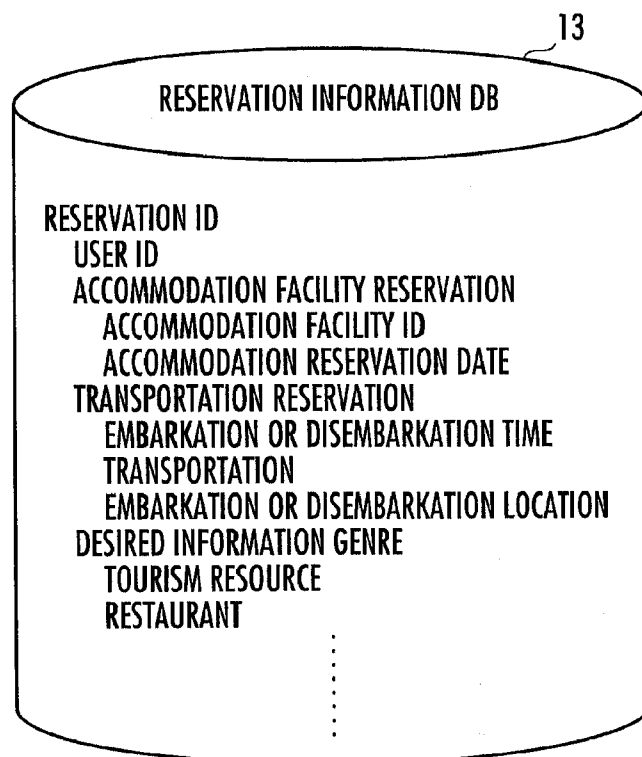 13
RESERVATION INFORMATION DB
RESERVATION ID
USER ID
ACCOMMODATION FACILITY RESERVATION
ACCOMMODATION FACILITY ID
ACCOMMODATION RESERVATION DATE
TRANSPORTATION RESERVATION
EMBARKATION OR DISEMBARKATION TIME
TRANSPORTATION
EMBARKATION OR DISEMBARKATION LOCATION
DESIRED INFORMATION GENRE
TOURISM RESOURCE
RESTAURANT